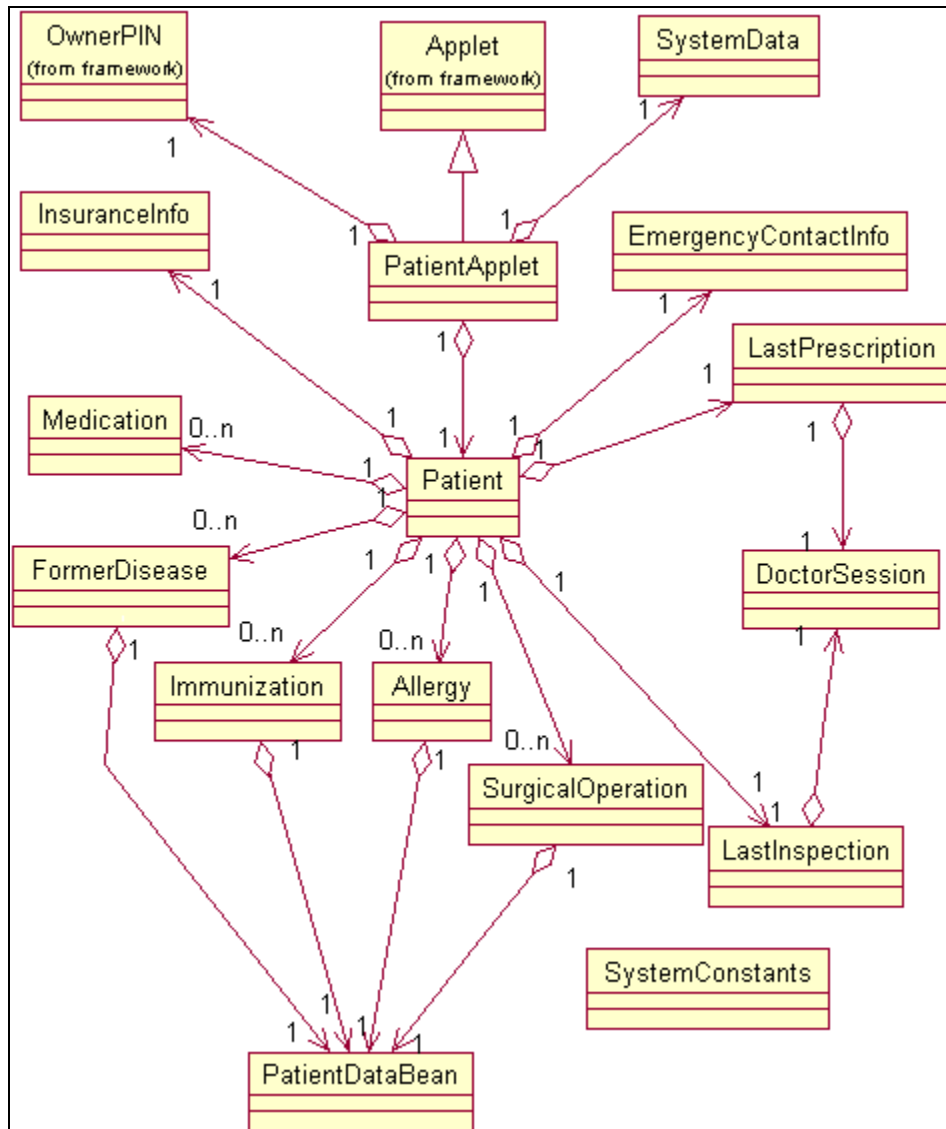 OwnerPIN
(from framework)
Applet
(from framework)
SystemData
1
1
1
1
InsuranceInfo
PatientApplet
EmergencyContactInfo
1
1
1
LastPrescription
1
1
Medication
0..n
1
1
1
1
1
1
Patient
0..n
1
1
1
1
1
FormerDisease
1
DoctorSession
1
0..n
0..n
1
Immunization
Allergy
1
1
0..n
SurgicalOperation
1
1
LastInspection
1
SystemConstants
1
1
1
1
PatientDataBean